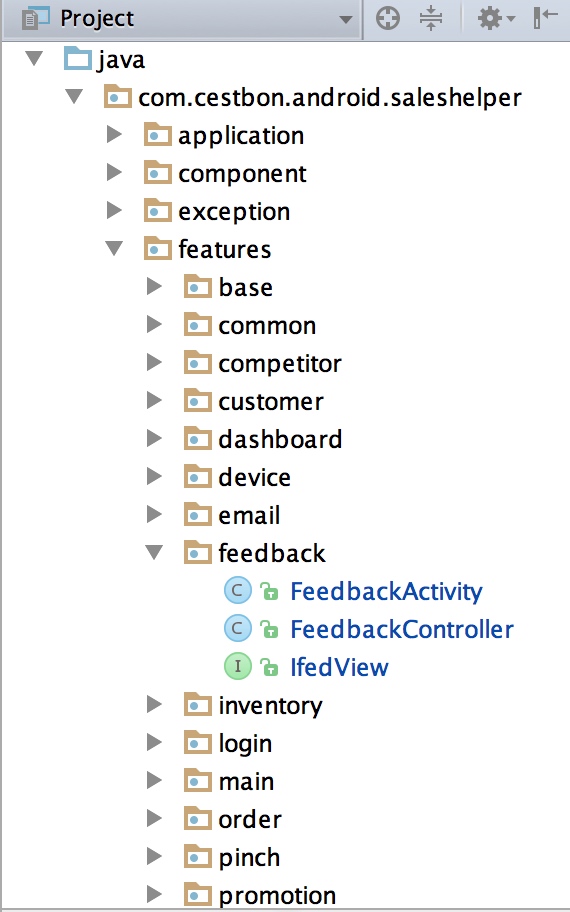 Project
java
com.cestbon.android.saleshelper
application
component
exception
features
base
common
competitor
customer
dashboard
device
email
feedback
C FeedbackActivity
C FeedbackController
I IfedView
inventory
login
main
order
pinch
promotion